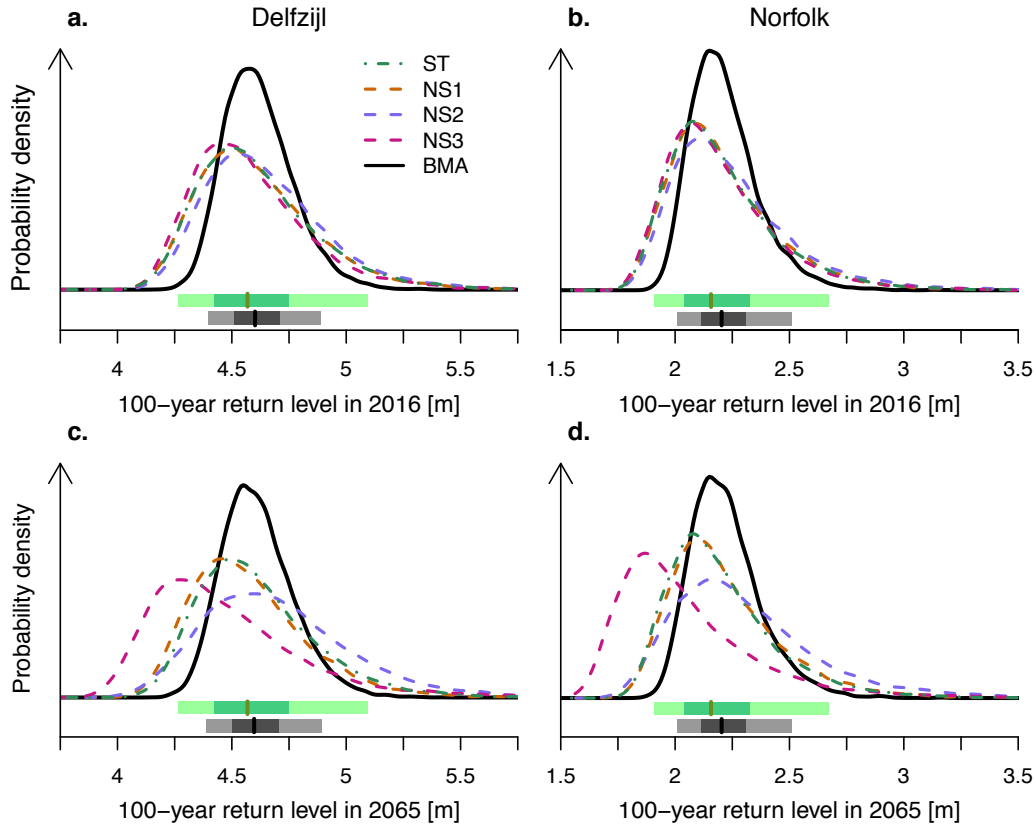 a. Delfzijl
b. Norfolk
Probability density
ST
NS1
NS2
NS3
BMA
4 4.5 5 5.5
100−year return level in 2016 [m]
1.5 2 2.5 3 3.5
100−year return level in 2016 [m]
c.
d.
Probability density
4 4.5 5 5.5
100−year return level in 2065 [m]
1.5 2 2.5 3 3.5
100−year return level in 2065 [m]